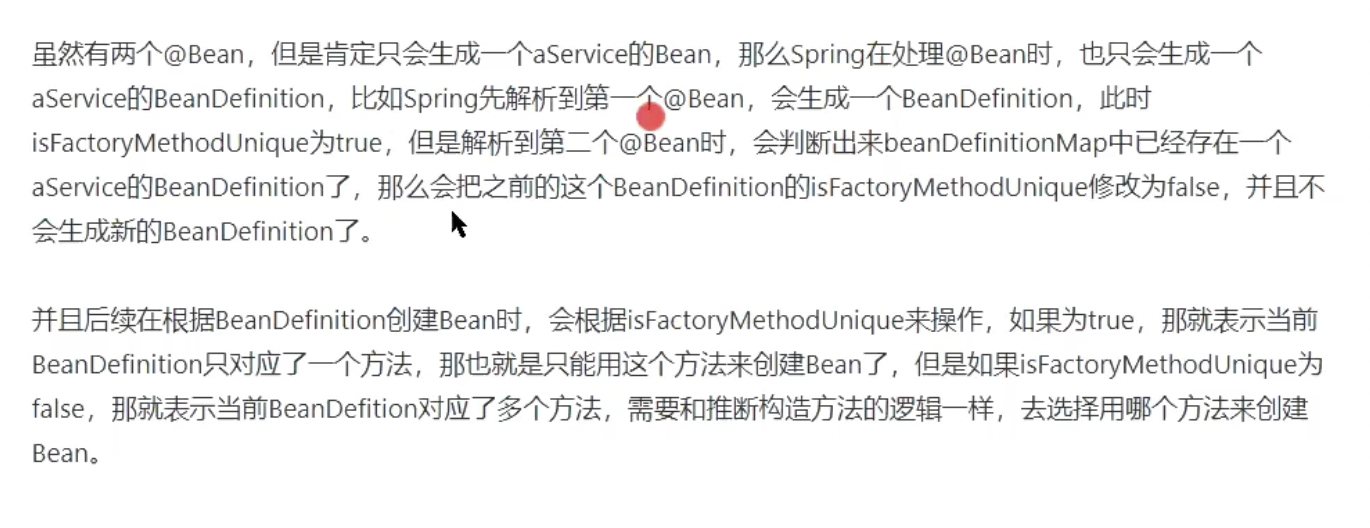 虽然有两个@Bean，但是肯定只会生成一个aService的Bean，那么Spring在处理@Bean时，也只会生成一个
aService的BeanDefinition，比如Spring先解析到第一个@Bean，会生成一个BeanDefinition，此时
isFactoryMethodUnique为true，但是解析到第二个@Bean时，会判断出来beanDefinitionMap中已经存在一个
aService的BeanDefinition了，那么会把之前的这个BeanDefinition的isFactoryMethodUnique修改为false，并且不
会生成新的BeanDefinition了。
并且后续在根据BeanDefinition创建Bean时，会根据isFactoryMethodUnique来操作，如果为true，那就表示当前
BeanDefinition只对应了一个方法，那也就是只能用这个方法来创建Bean了，但是如果isFactoryMethodUnique为
false，那就表示当前BeanDefition对应了多个方法，需要和推断构造方法的逻辑一样，去选择用哪个方法来创建
Bean。